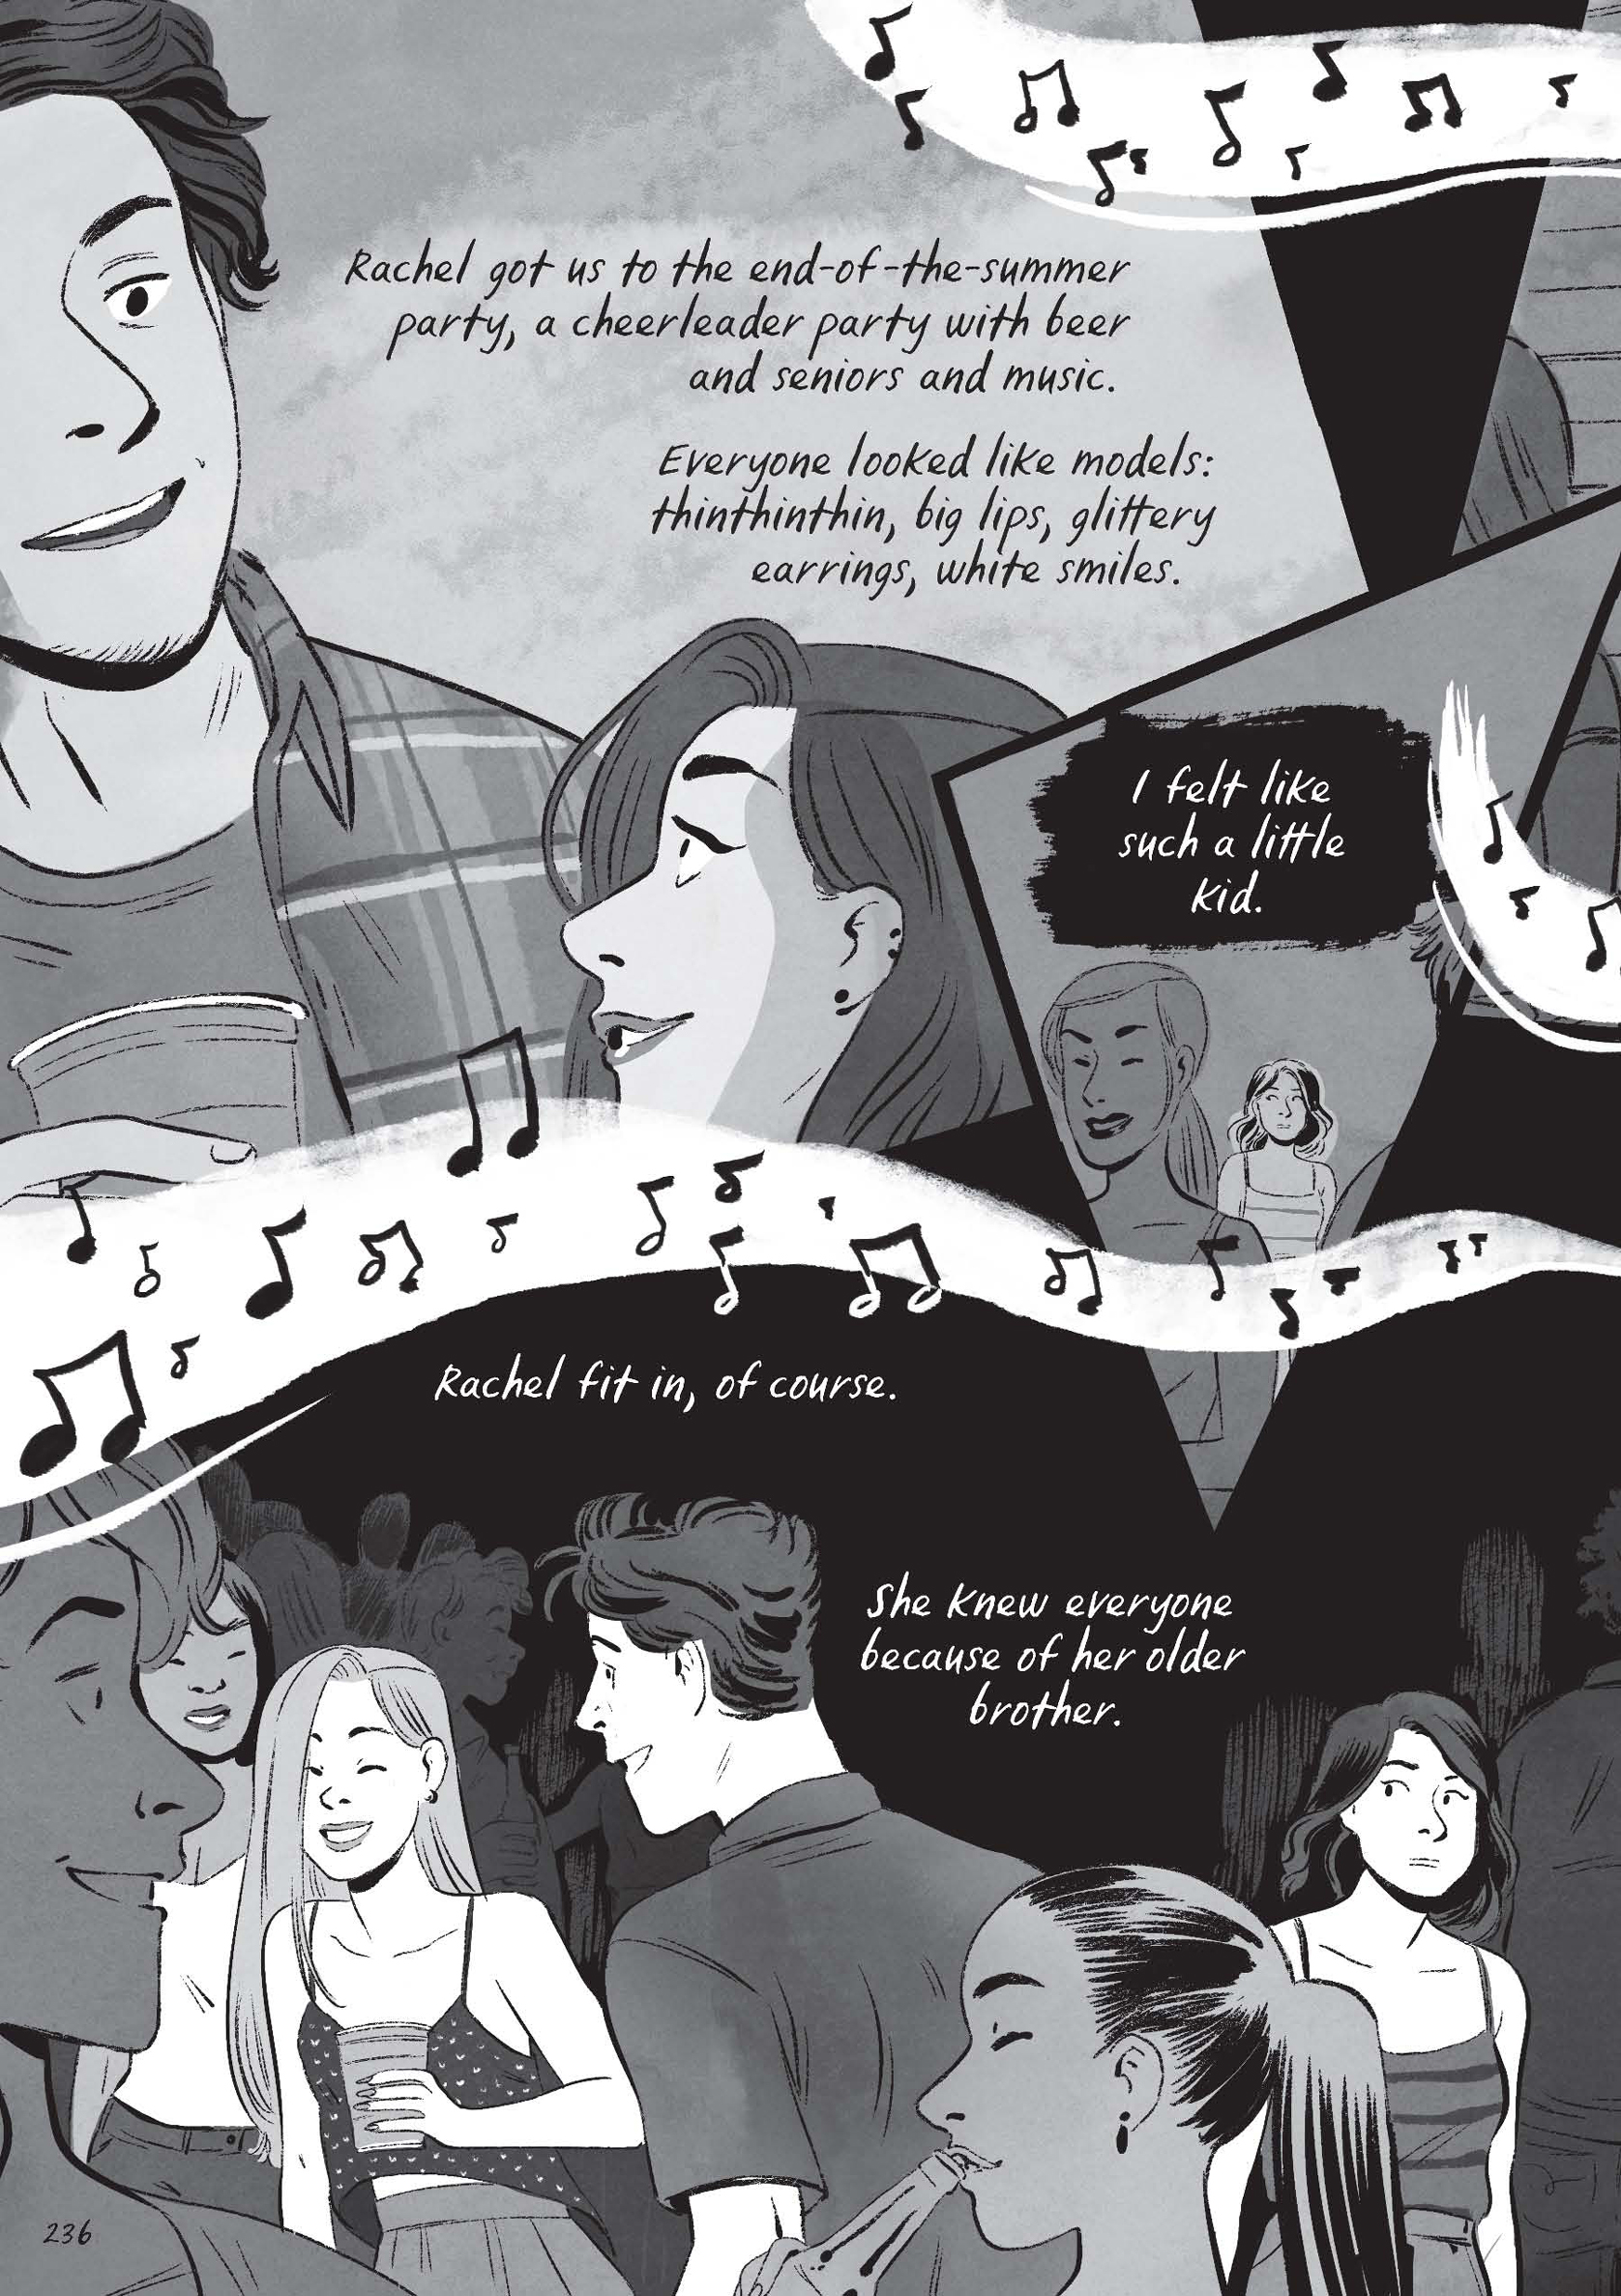 Rachel got us to the end-of-the-summer
party, a cheerleader party with beer
and seniors and music.
Everyone looked like models:
thinthinthin, big lips, glittery
earrings, white smiles.
I felt like
such a little
kid.
Rachel fit in, of course.
She knew everyone
because of her older
brother.
236